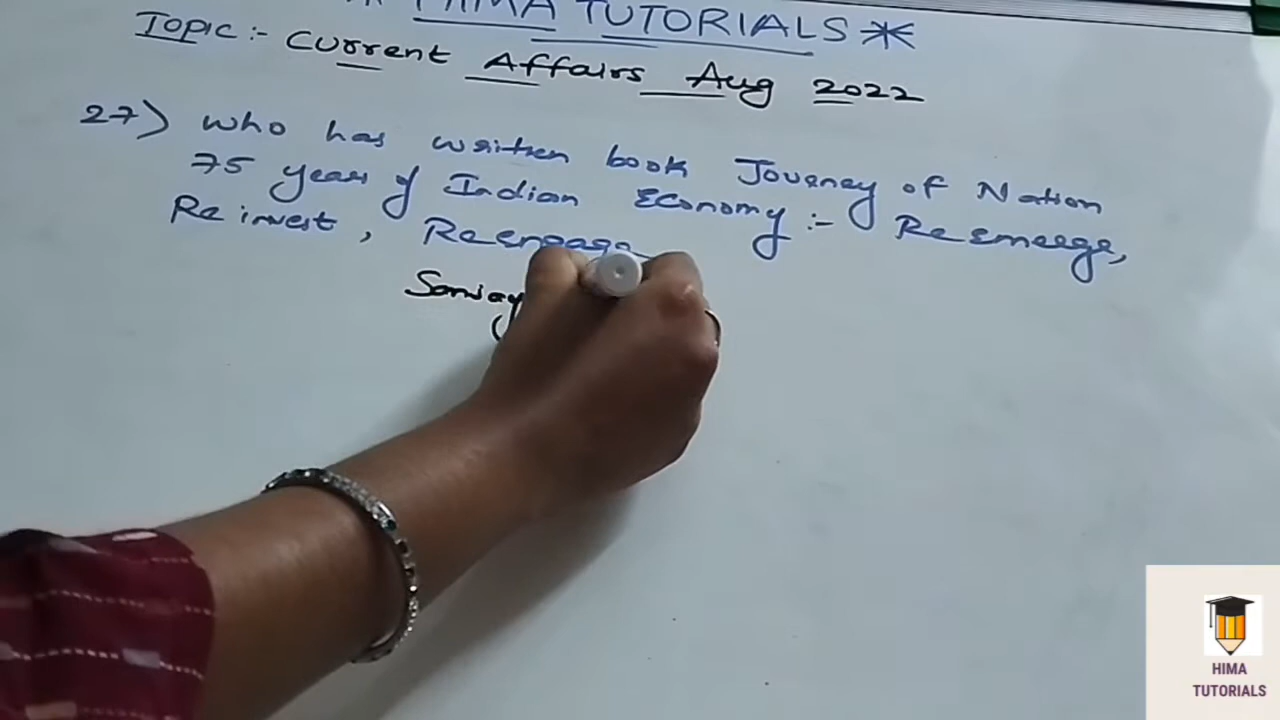 HIMA TUTORIALS *
Topic :- Current Affairs Aug 2022
27) Who has written book Journey of Nation
75 years of Indian Economy :- Reemerge,
Reinvest, Reengage
Sanjay
HIMA
TUTORIALS